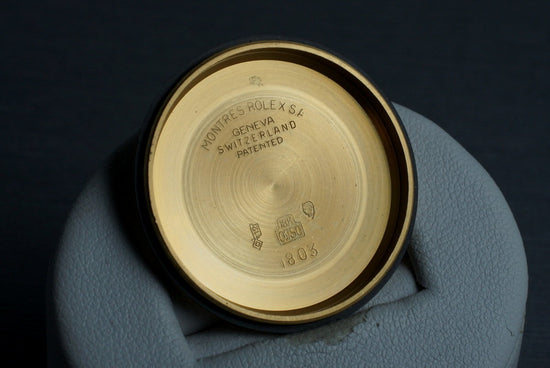 MONTRES ROLEX S.A
GENEVA
SWITZERLAND
PATENTED
18K
0,750
1803